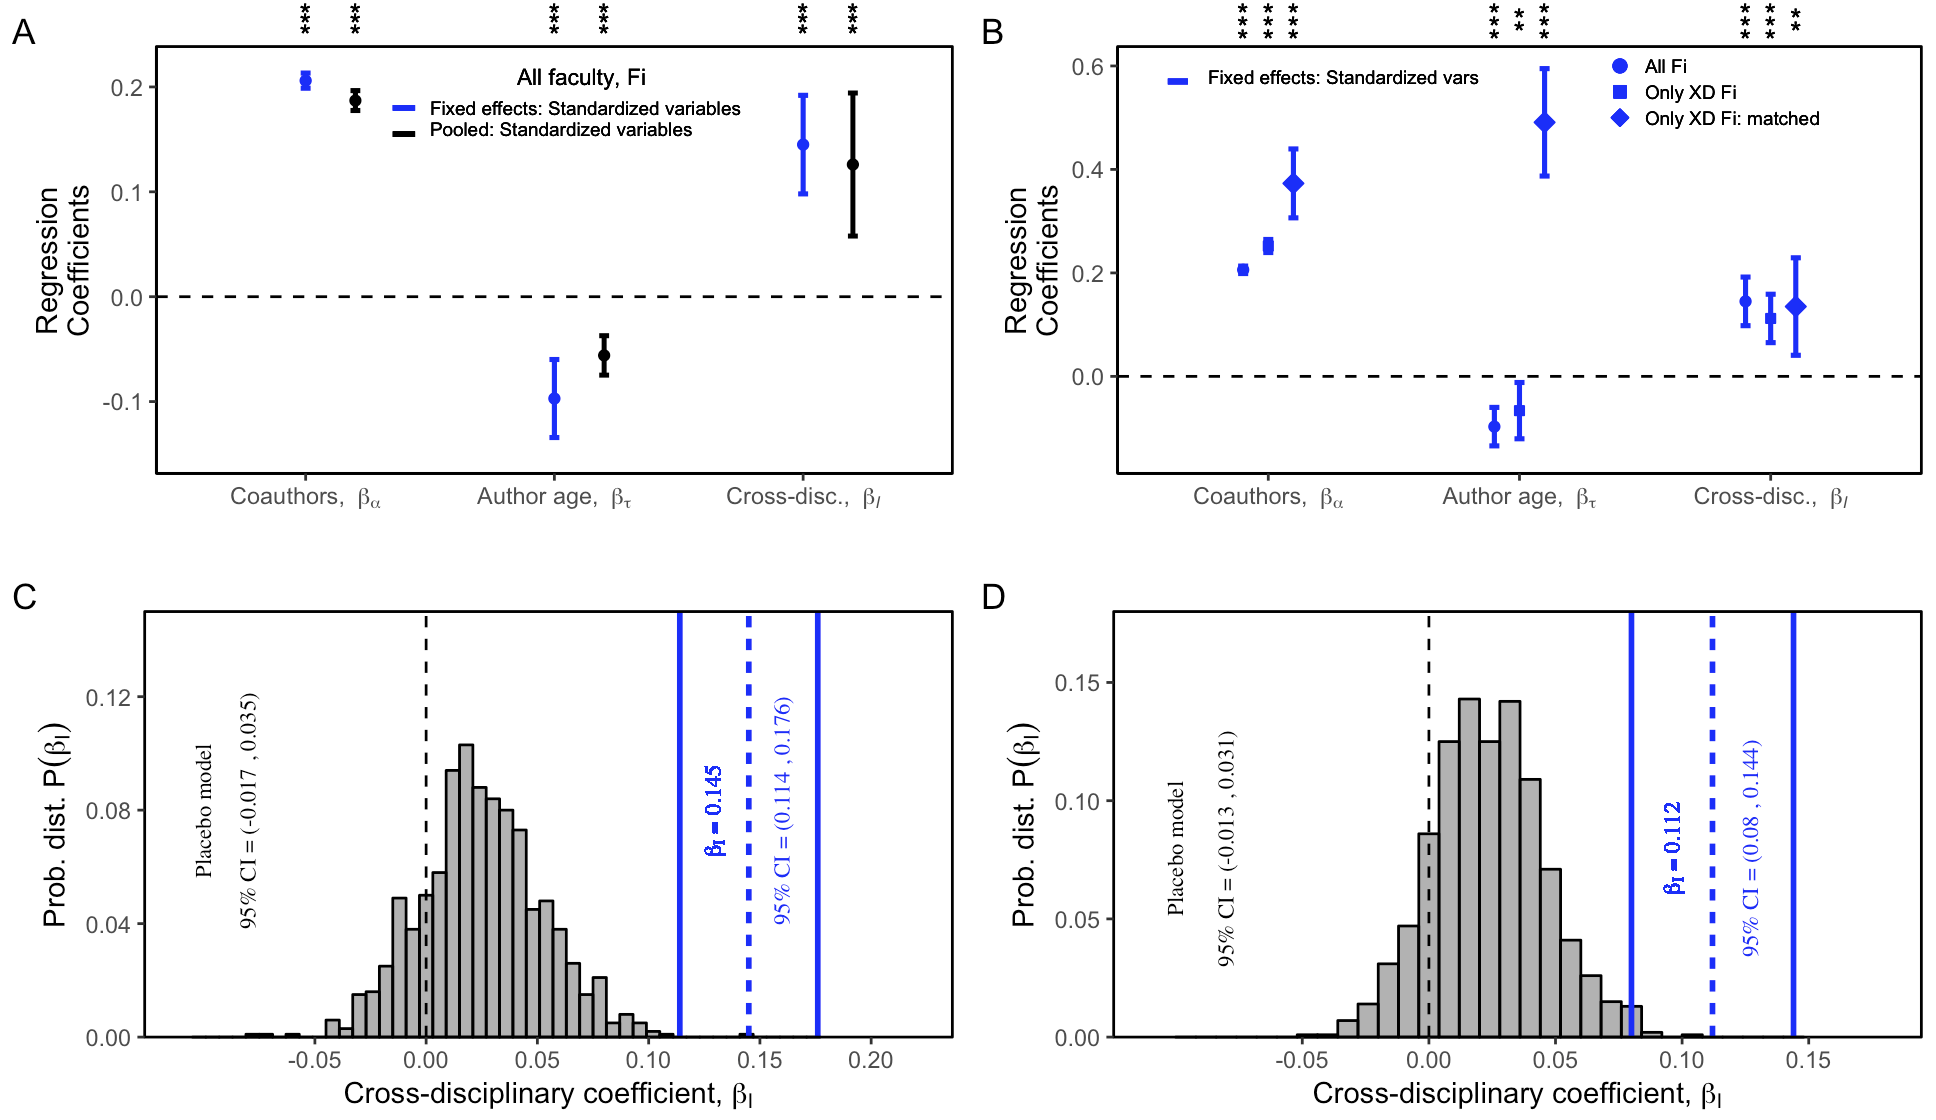 A
*** *** *** *** *** ***
All faculty, Fi
Fixed effects: Standardized variables
Pooled: Standardized variables
Regression
Coefficients
0.2
0.1
0.0
-0.1
Coauthors, βα
Author age, βτ
Cross-disc., βI
B
*** *** *** *** ** *** *** *** **
Fixed effects: Standardized vars
All Fi
Only XD Fi
Only XD Fi: matched
Regression
Coefficients
0.6
0.4
0.2
0.0
Coauthors, βα
Author age, βτ
Cross-disc., βI
C
Prob. dist. P(βI)
0.12
0.08
0.04
0.00
Placebo model
95% CI = (-0.017 , 0.035)
βI = 0.145
95% CI = (0.114 , 0.176)
-0.05
0.00
0.05
0.10
0.15
0.20
Cross-disciplinary coefficient, βI
D
Prob. dist. P(βI)
0.15
0.10
0.05
0.00
Placebo model
95% CI = (-0.013 , 0.031)
βI = 0.112
95% CI = (0.08 , 0.144)
-0.05
0.00
0.05
0.10
0.15
Cross-disciplinary coefficient, βI